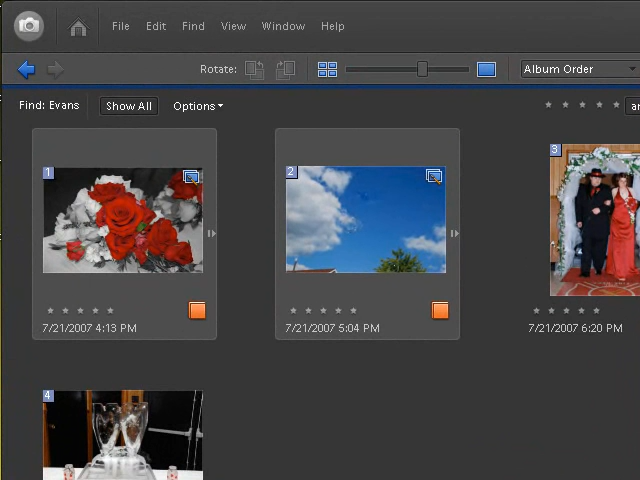 File Edit Find View Window Help
Rotate: Album Order
Find: Evans Show All Options
1 2 3
7/21/2007 4:13 PM 7/21/2007 5:04 PM 7/21/2007 6:20 PM
4